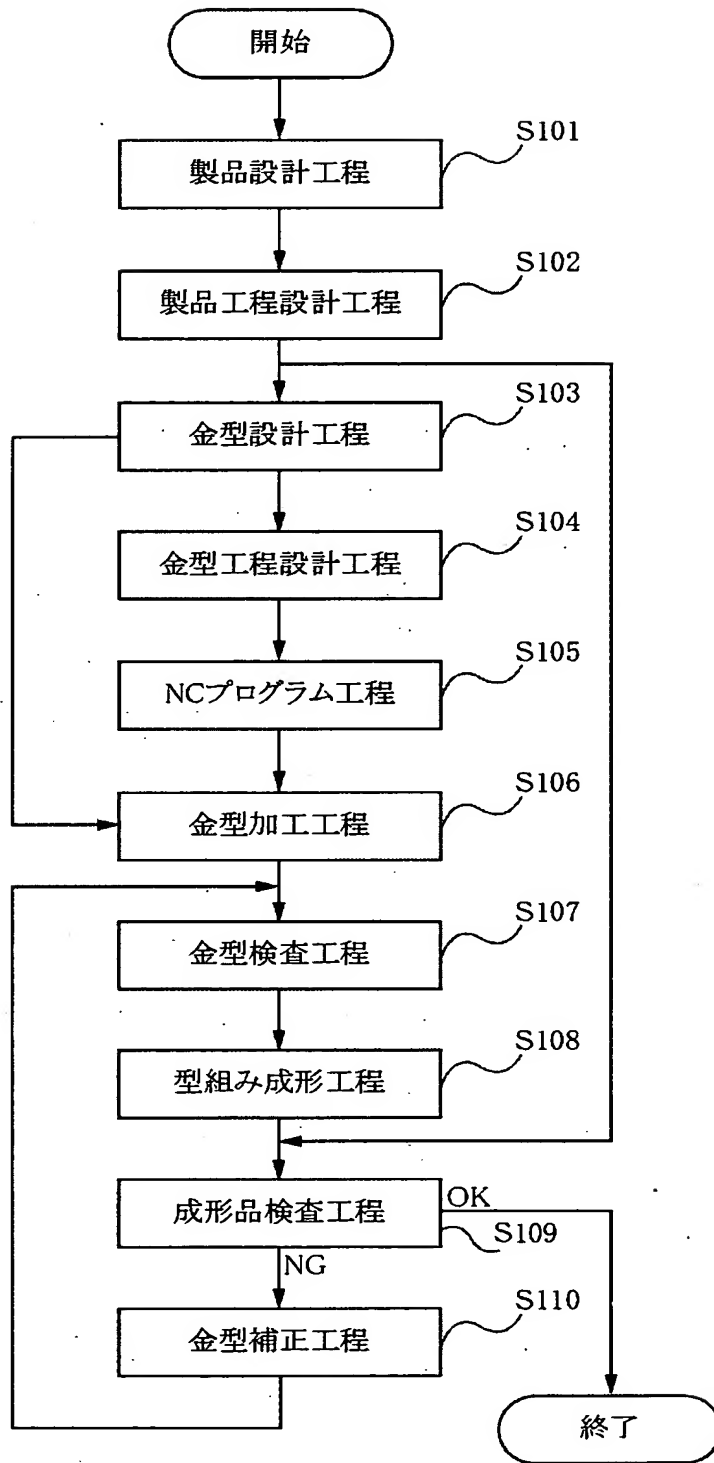 開始
S101
製品設計工程
S102
製品工程設計工程
S103
金型設計工程
S104
金型工程設計工程
S105
NCプログラム工程
S106
金型加工工程
S107
金型検査工程
S108
型組み成形工程
成形品検査工程
OK
S109
NG
S110
金型補正工程
終了